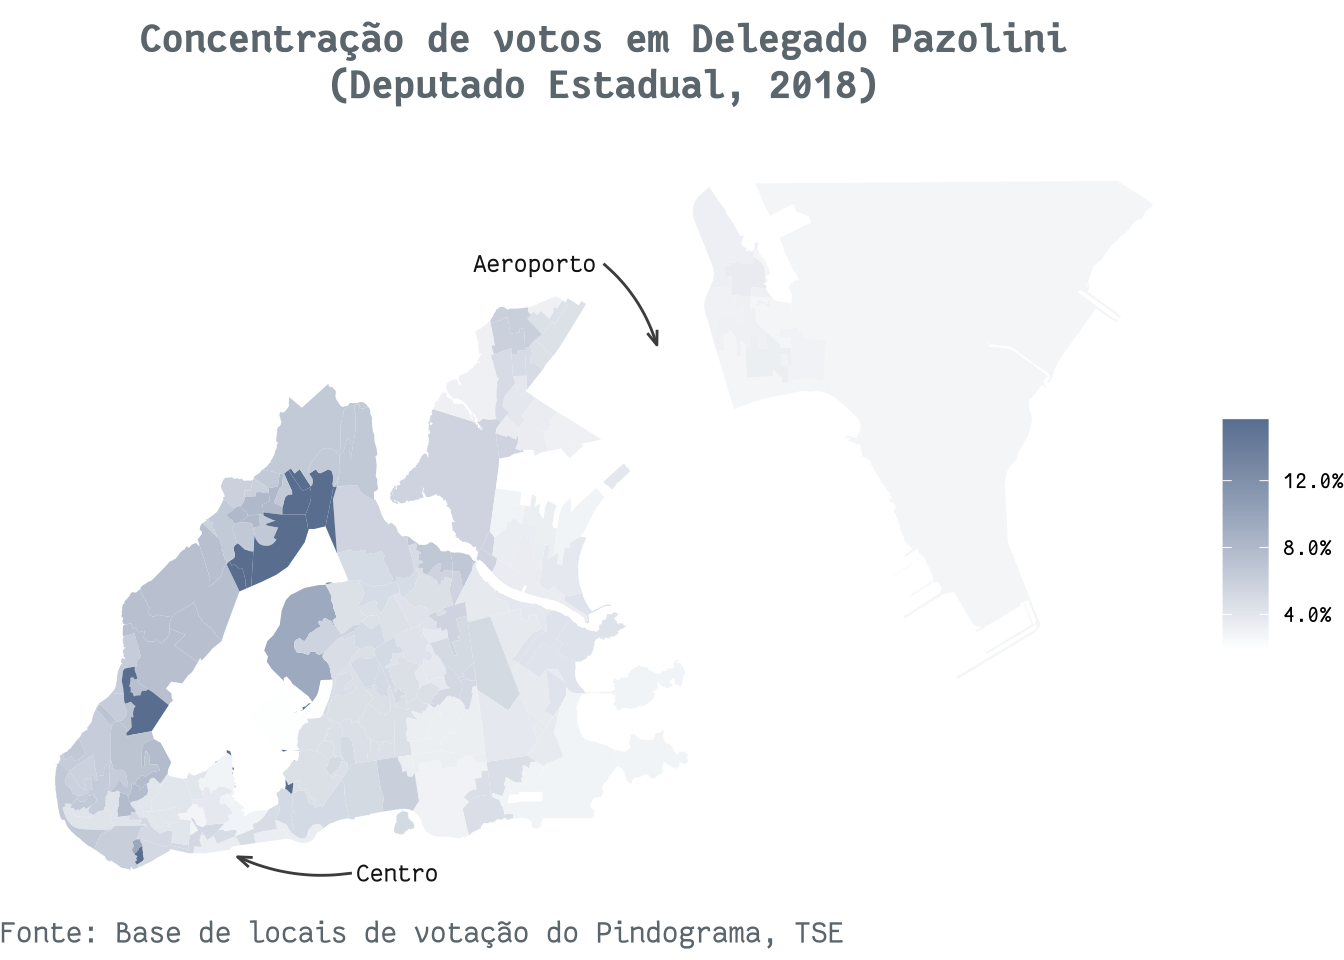 Concentração de votos em Delegado Pazolini
(Deputado Estadual, 2018)
Aeroporto
12.0%
8.0%
4.0%
Centro
Fonte: Base de locais de votação do Pindograma, TSE